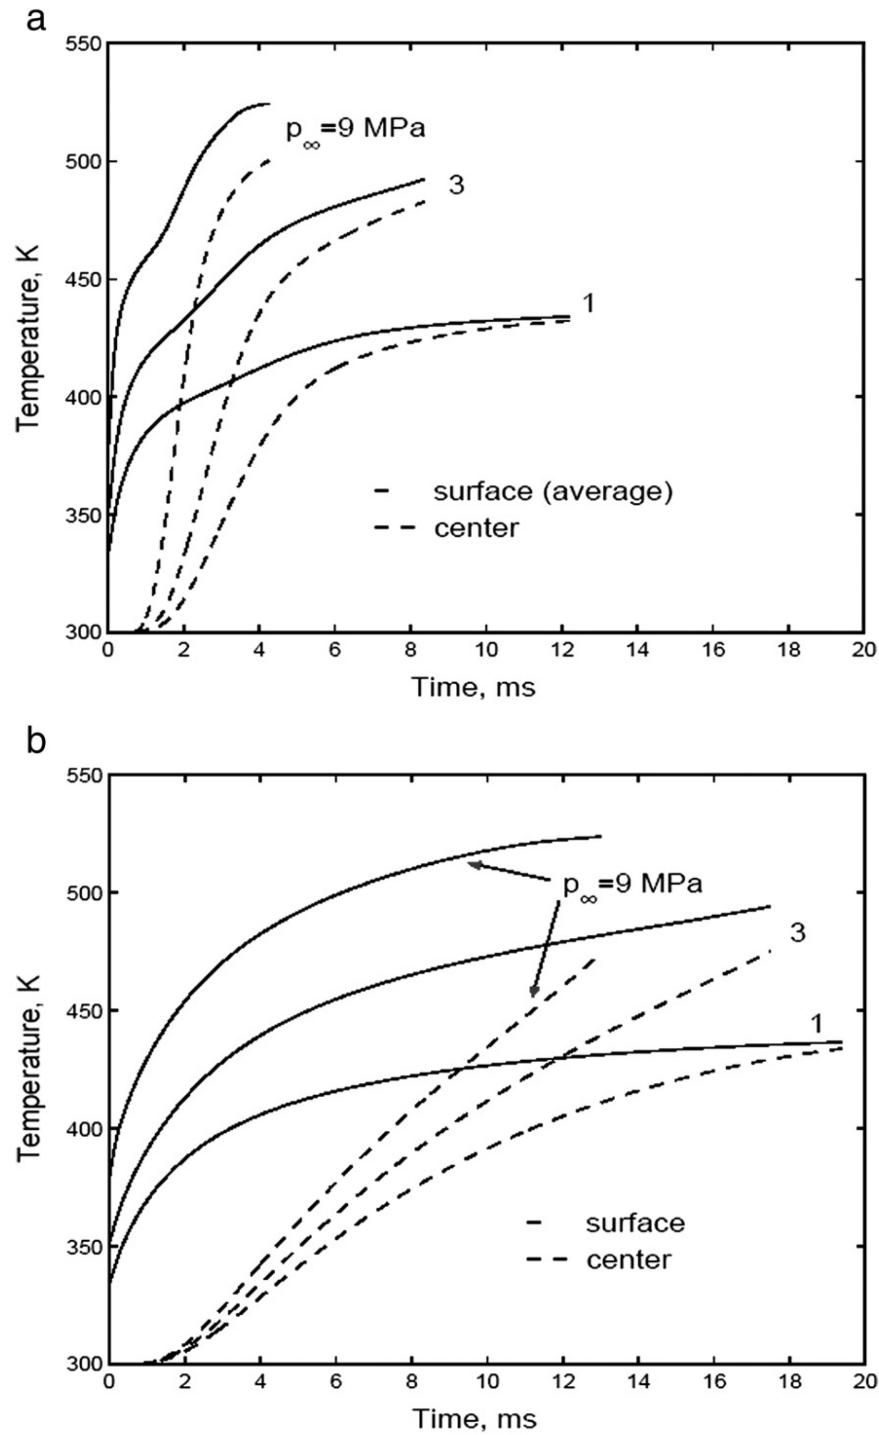 a
550
500
450
400
350
300
Temperature, K
p∞=9 MPa
3
1
surface (average)
center
0 2 4 6 8 10 12 14 16 18 20
Time, ms
b
550
500
450
400
350
300
Temperature, K
p∞=9 MPa
3
1
surface
center
0 2 4 6 8 10 12 14 16 18 20
Time, ms